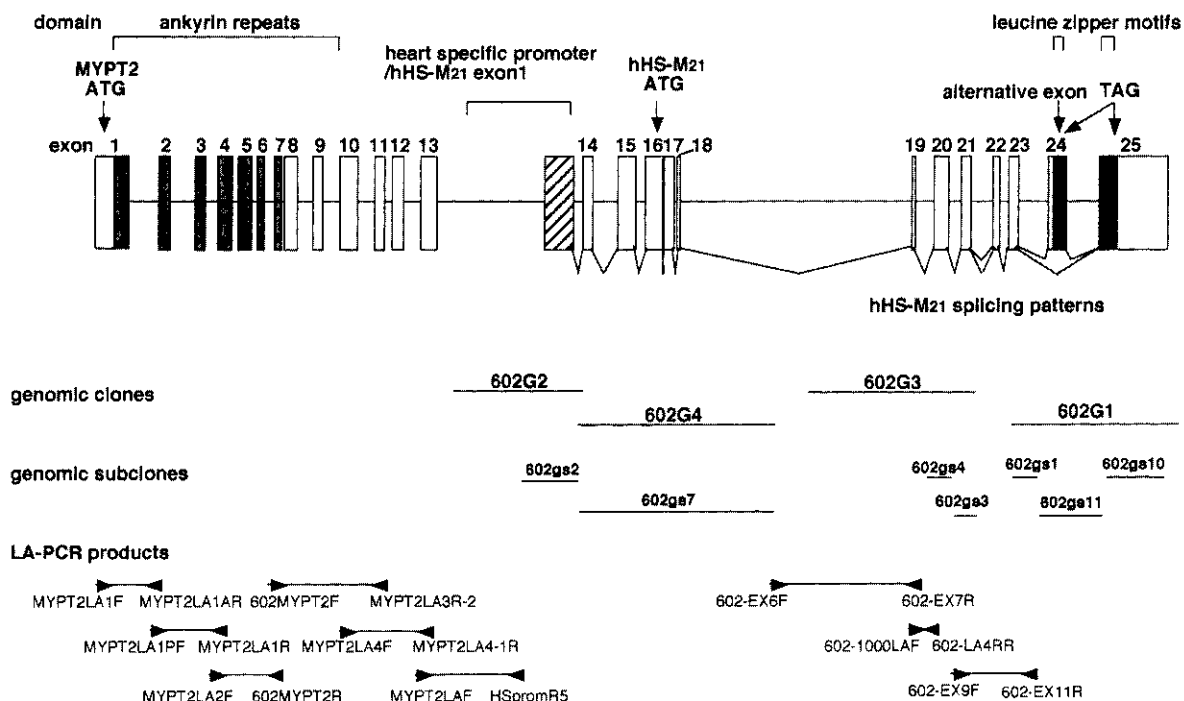 domain ankyrin repeats leucine zipper motifs
heart specific promoter
/hHS-M21 exon1
MYPT2
ATG
hHS-M21
ATG
alternative exon TAG
exon 1 2 3 4 5 6 7 8 9 10 11 12 13 14 15 16 17 18 19 20 21 22 23 24 25
hHS-M21 splicing patterns
genomic clones
602G2 602G3
602G4 602G1
genomic subclones
602gs2 602gs4 602gs1 602gs10
602gs7 602gs3 602gs11
LA-PCR products
MYPT2LA1F MYPT2LA1AR 602MYPT2F MYPT2LA3R-2 602-EX6F 602-EX7R
MYPT2LA1PF MYPT2LA1R MYPT2LA4F MYPT2LA4-1R 602-1000LAF 602-LA4RR
MYPT2LA2F 602MYPT2R MYPT2LAF HSpromR5 602-EX9F 602-EX11R